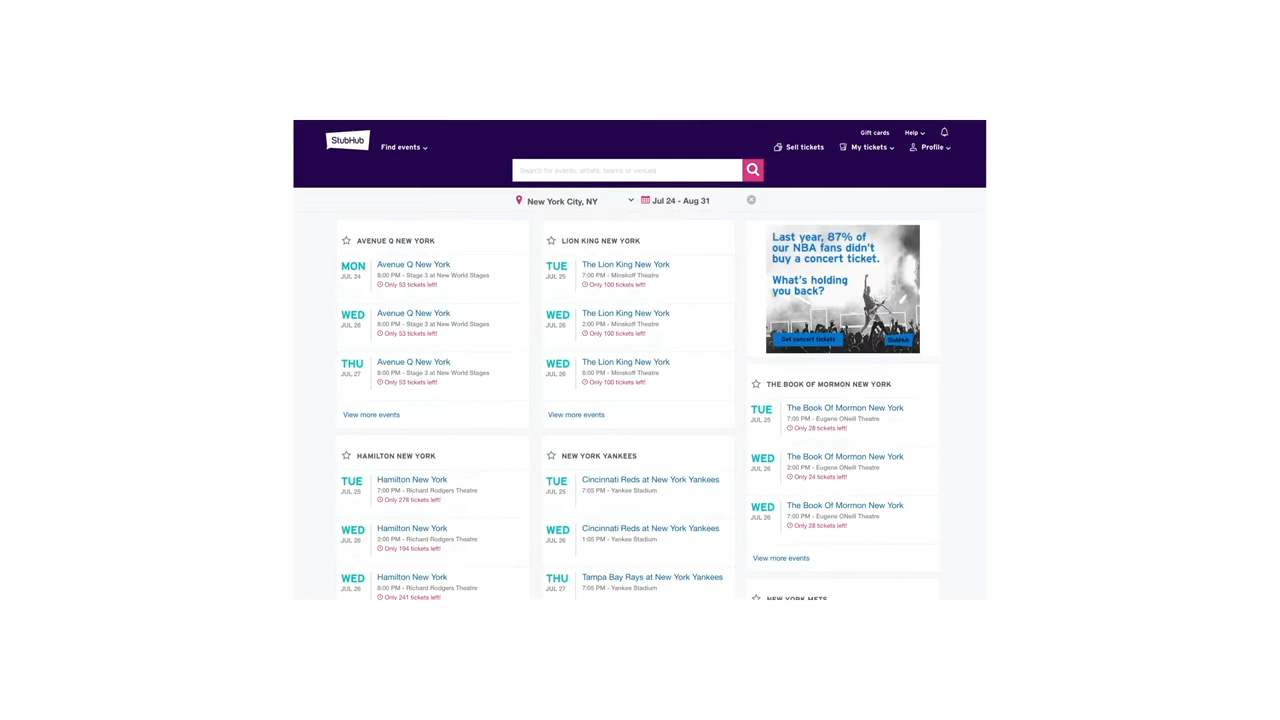 StubHub
Find events
Gift cards
Help
Sell tickets
My tickets
Profile
Search for events, artists, teams or venues
New York City, NY
Jul 24 - Aug 31
AVENUE Q NEW YORK
MON
JUL 24
Avenue Q New York
8:00 PM - Stage 3 at New World Stages
Only 53 tickets left!
WED
JUL 26
Avenue Q New York
8:00 PM - Stage 3 at New World Stages
Only 53 tickets left!
THU
JUL 27
Avenue Q New York
8:00 PM - Stage 3 at New World Stages
Only 53 tickets left!
View more events
HAMILTON NEW YORK
TUE
JUL 25
Hamilton New York
7:00 PM - Richard Rodgers Theatre
Only 278 tickets left!
WED
JUL 26
Hamilton New York
2:00 PM - Richard Rodgers Theatre
Only 194 tickets left!
WED
JUL 26
Hamilton New York
8:00 PM - Richard Rodgers Theatre
Only 241 tickets left!
LION KING NEW YORK
TUE
JUL 25
The Lion King New York
7:00 PM - Minskoff Theatre
Only 100 tickets left!
WED
JUL 26
The Lion King New York
2:00 PM - Minskoff Theatre
Only 100 tickets left!
WED
JUL 26
The Lion King New York
8:00 PM - Minskoff Theatre
Only 100 tickets left!
View more events
NEW YORK YANKEES
TUE
JUL 25
Cincinnati Reds at New York Yankees
7:05 PM - Yankee Stadium
WED
JUL 26
Cincinnati Reds at New York Yankees
1:05 PM - Yankee Stadium
THU
JUL 27
Tampa Bay Rays at New York Yankees
7:05 PM - Yankee Stadium
Last year, 87% of
our NBA fans didn't
buy a concert ticket.
What's holding
you back?
Get concert tickets
StubHub
THE BOOK OF MORMON NEW YORK
TUE
JUL 25
The Book Of Mormon New York
7:00 PM - Eugene ONeill Theatre
Only 28 tickets left!
WED
JUL 26
The Book Of Mormon New York
2:00 PM - Eugene ONeill Theatre
Only 24 tickets left!
WED
JUL 26
The Book Of Mormon New York
7:00 PM - Eugene ONeill Theatre
Only 28 tickets left!
View more events
NEW YORK METS